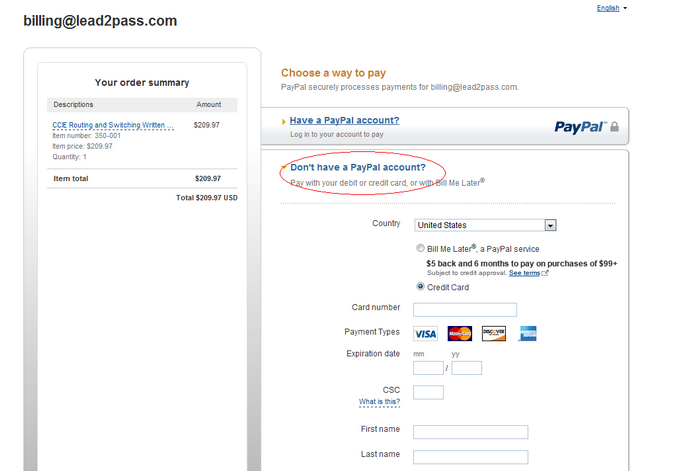 English
billing@lead2pass.com
Your order summary
Descriptions Amount
CCIE Routing and Switching Written ... $209.97
Item number: 350-001
Item price: $209.97
Quantity: 1
Item total $209.97
Total $209.97 USD
Choose a way to pay
PayPal securely processes payments for billing@lead2pass.com.
Have a PayPal account?
Log in to your account to pay
PayPal
Don't have a PayPal account?
Pay with your debit or credit card, or with Bill Me Later®
Country United States
Bill Me Later®, a PayPal service
$5 back and 6 months to pay on purchases of $99+
Subject to credit approval. See terms
Credit Card
Card number
Payment Types VISA MasterCard DISCOVER
Expiration date mm yy
/
CSC
What is this?
First name
Last name